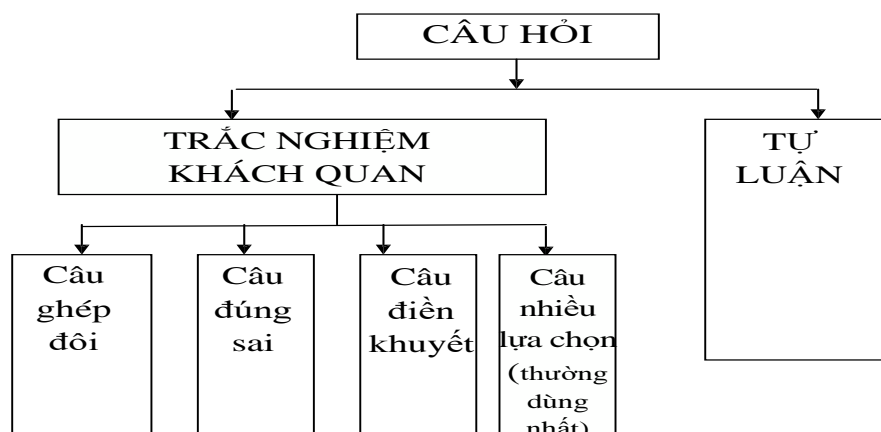 CÂU HỎI
TRẮC NGHIỆM
KHÁCH QUAN
TỰ
LUẬN
Câu
ghép
đôi
Câu
đúng
sai
Câu
điền
khuyết
Câu
nhiều
lựa chọn
(thường
dùng
nhất)